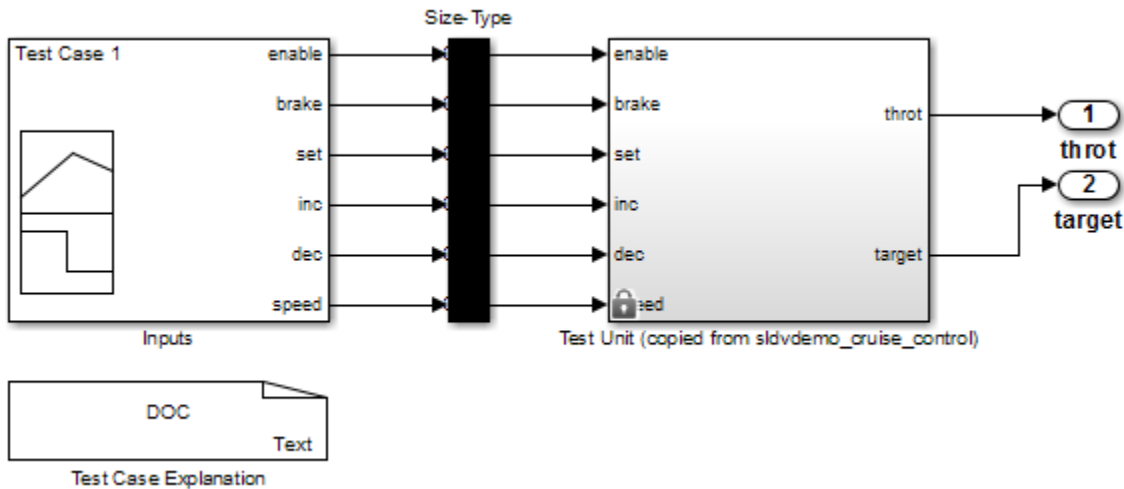 Size-Type
Test Case 1
enable
brake
set
inc
dec
speed
Inputs
enable
brake
set
inc
dec
throt
target
Test Unit (copied from sldvdemo_cruise_control)
1
throt
2
target
DOC
Text
Test Case Explanation